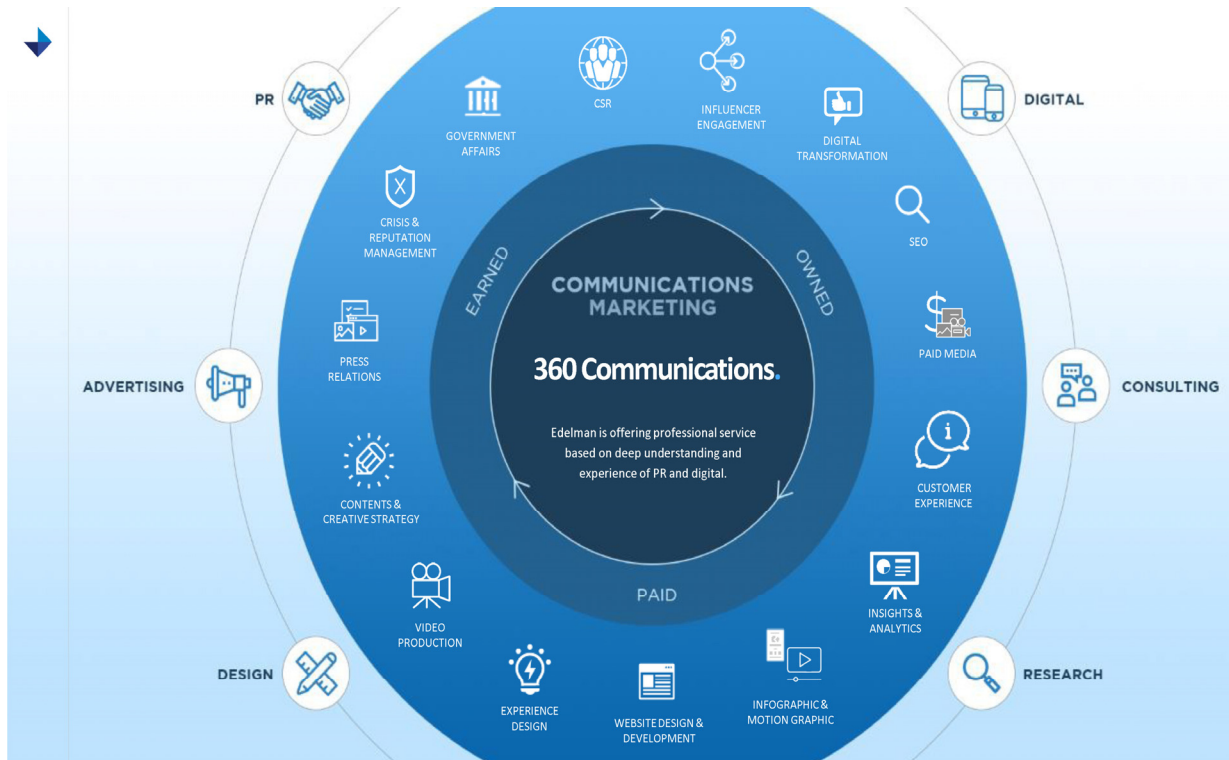 CSR
INFLUENCER
ENGAGEMENT
PR
DIGITAL
GOVERNMENT
AFFAIRS
DIGITAL
TRANSFORMATION
CRISIS &
REPUTATION
MANAGEMENT
SEO
EARNED
OWNED
COMMUNICATIONS
MARKETING
PRESS
RELATIONS
360 Communications.
PAID MEDIA
ADVERTISING
CONSULTING
Edelman is offering professional service
based on deep understanding and
experience of PR and digital.
CONTENTS &
CREATIVE STRATEGY
CUSTOMER
EXPERIENCE
PAID
VIDEO
PRODUCTION
INSIGHTS &
ANALYTICS
DESIGN
RESEARCH
EXPERIENCE
DESIGN
WEBSITE DESIGN &
DEVELOPMENT
INFOGRAPHIC &
MOTION GRAPHIC